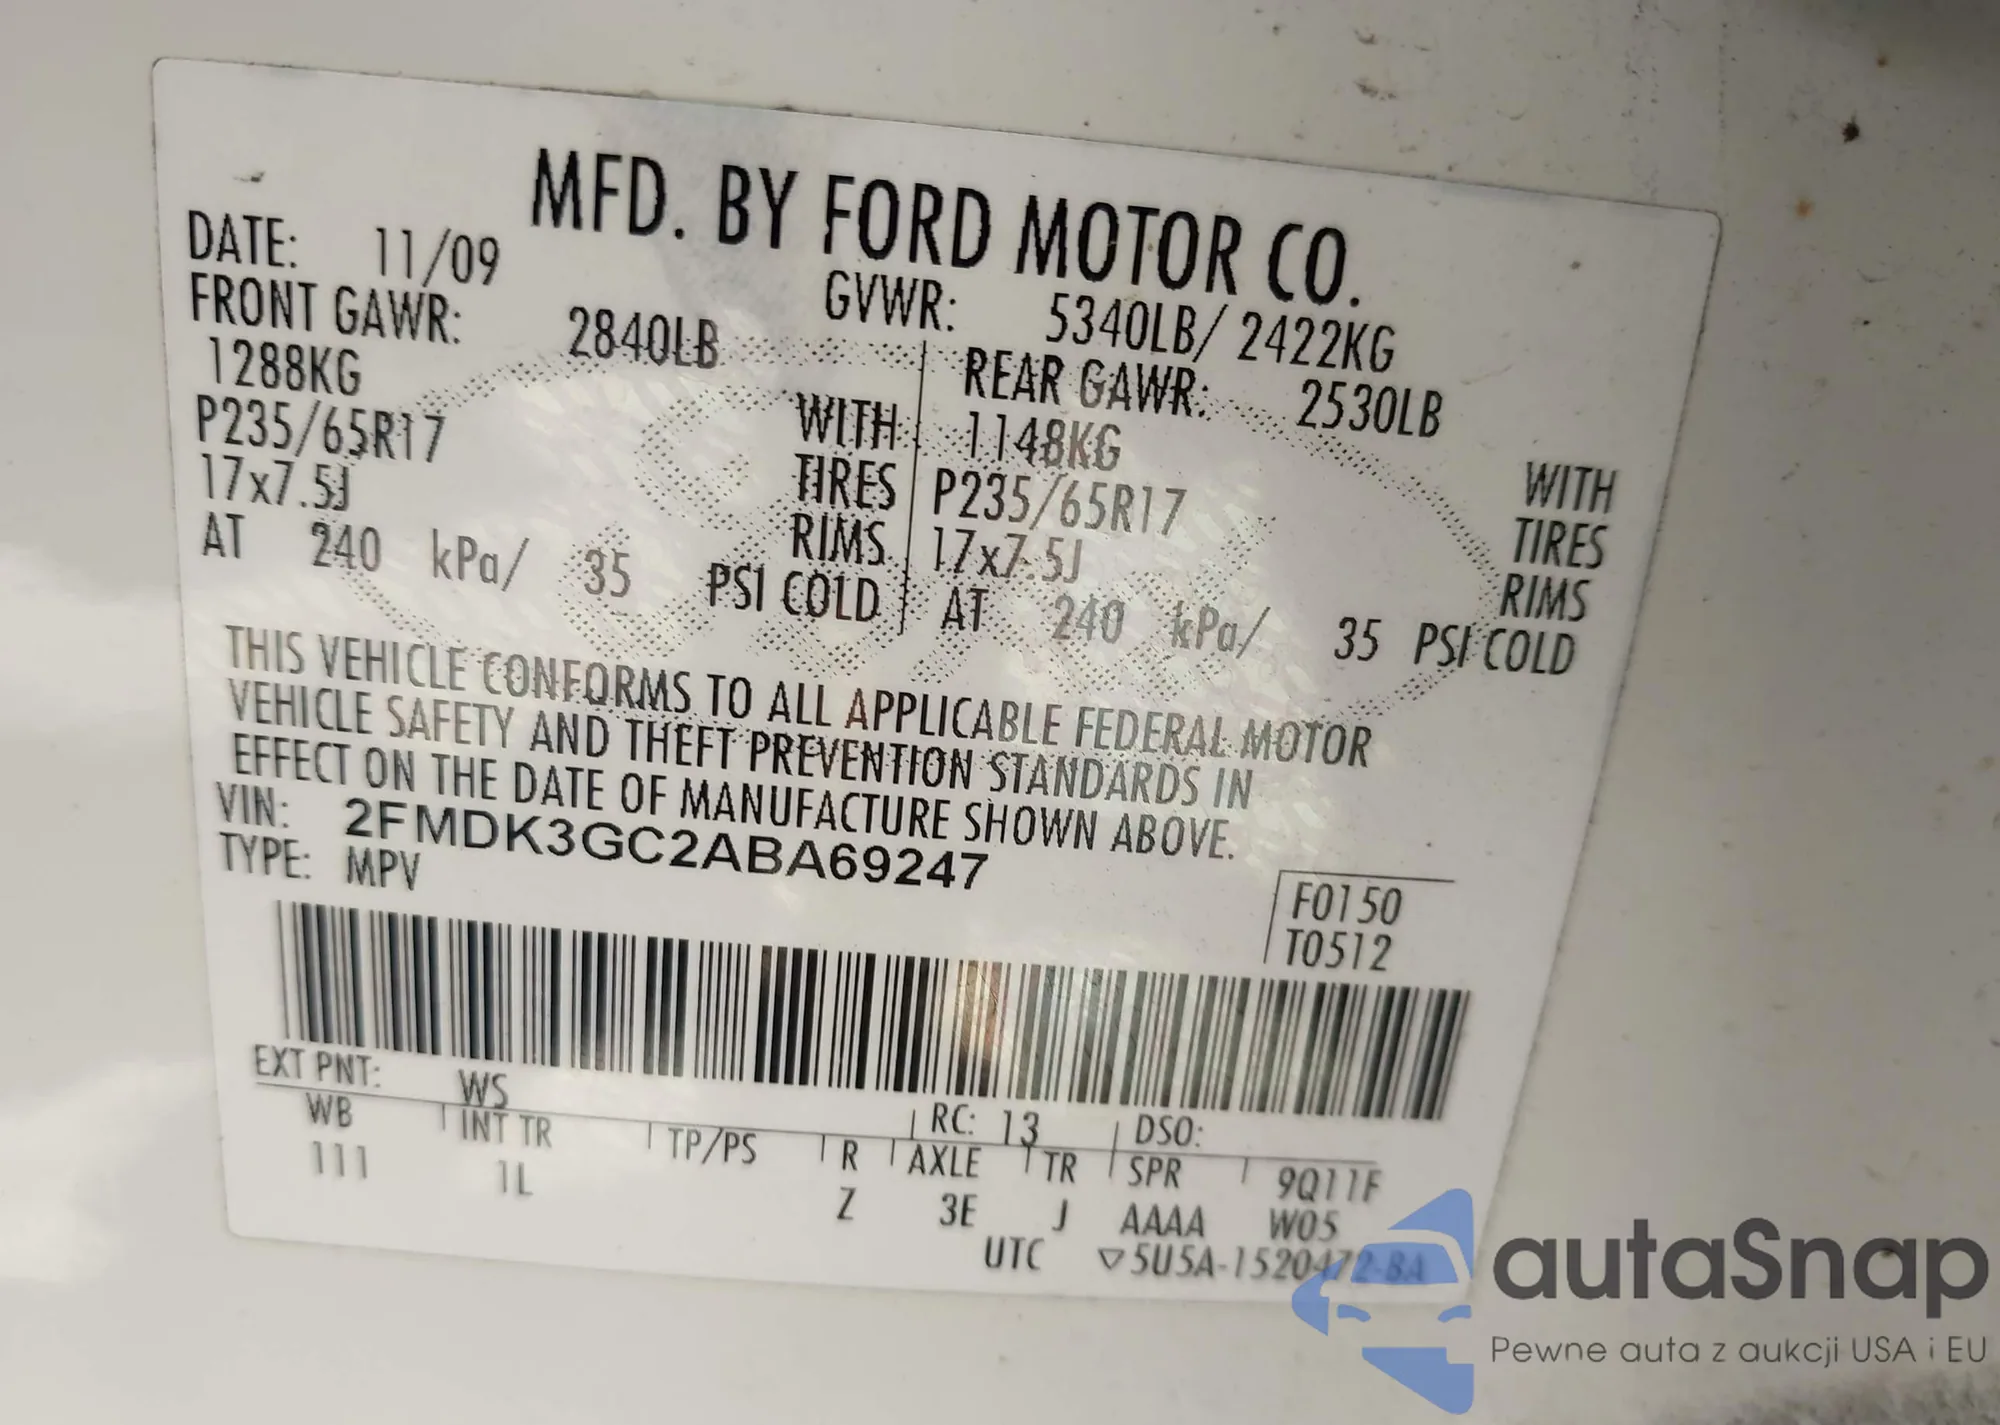 MFD. BY FORD MOTOR CO.
DATE: 11/09 GVWR: 5340LB/ 2422KG
FRONT GAWR: 2840LB REAR GAWR: 2530LB
1288KG WITH 1148KG WITH
P235/65R17 TIRES P235/65R17 TIRES
17x7.5J RIMS 17x7.5J RIMS
AT 240 kPa/ 35 PSI COLD AT 240 kPa/ 35 PSI COLD
THIS VEHICLE CONFORMS TO ALL APPLICABLE FEDERAL MOTOR
VEHICLE SAFETY AND THEFT PREVENTION STANDARDS IN
EFFECT ON THE DATE OF MANUFACTURE SHOWN ABOVE.
VIN: 2FMDK3GC2ABA69247
TYPE: MPV
F0150
T0512
EXT PNT: WS RC: 13 DSO:
WB INT TR TP/PS R AXLE TR SPR 9Q11F
111 1L Z 3E J AAAA W05
UTC ▽5U5A-1520472-BA
autaSnap
Pewne auta z aukcji USA i EU